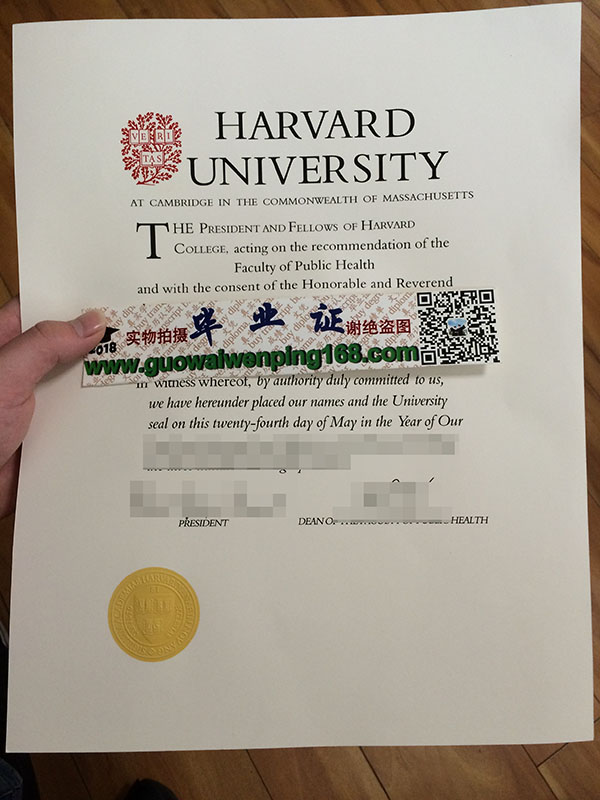 HARVARD
UNIVERSITY
VE RI
TAS
AT CAMBRIDGE IN THE COMMONWEALTH OF MASSACHUSETTS
THE PRESIDENT AND FELLOWS OF HARVARD
COLLEGE, acting on the recommendation of the
Faculty of Public Health
and with the consent of the Honorable and Reverend
2018 实物拍摄 毕 业 证 谢绝盗图
www.guowaiwenping168.com
In witness whereof, by authority duly committed to us,
we have hereunder placed our names and the University
seal on this twenty-fourth day of May in the Year of Our
PRESIDENT
DEAN OF THE FACULTY OF PUBLIC HEALTH